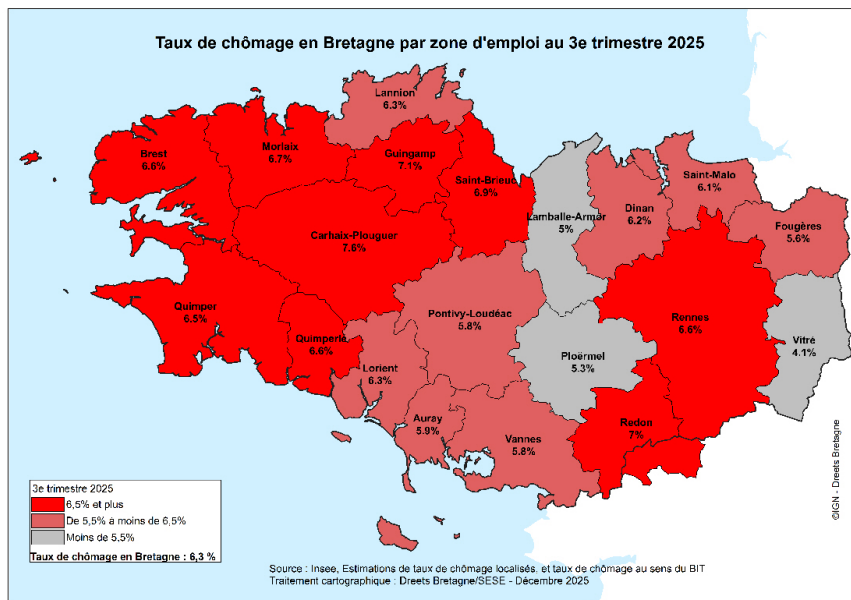 Taux de chômage en Bretagne par zone d'emploi au 3e trimestre 2025
Lannion
6.3%
Brest
6.8%
Morlaix
6.7%
Guingamp
7.1%
Saint-Brieuc
6.9%
Saint-Malo
6.1%
Lamballe-Armor
5%
Dinan
6.2%
Fougères
5.6%
Carhaix-Plouguer
7.6%
Quimper
6.5%
Pontivy-Loudéac
5.8%
Rennes
6.6%
Vitré
4.1%
Quimperlé
6.6%
Ploërmel
5.3%
Lorient
6.3%
Auray
5.9%
Redon
7%
Vannes
5.8%
©IGN - Dreets Bretagne
3e trimestre 2025
6,5% et plus
De 5,5% à moins de 6,5%
Moins de 5.5%
Taux de chômage en Bretagne : 6,3 %
Source : Insee, Estimations de taux de chômage localisés. et taux de chômage au sens du BIT
Traitement cartographique : Dreets Bretagne/SESE - Décembre 2025